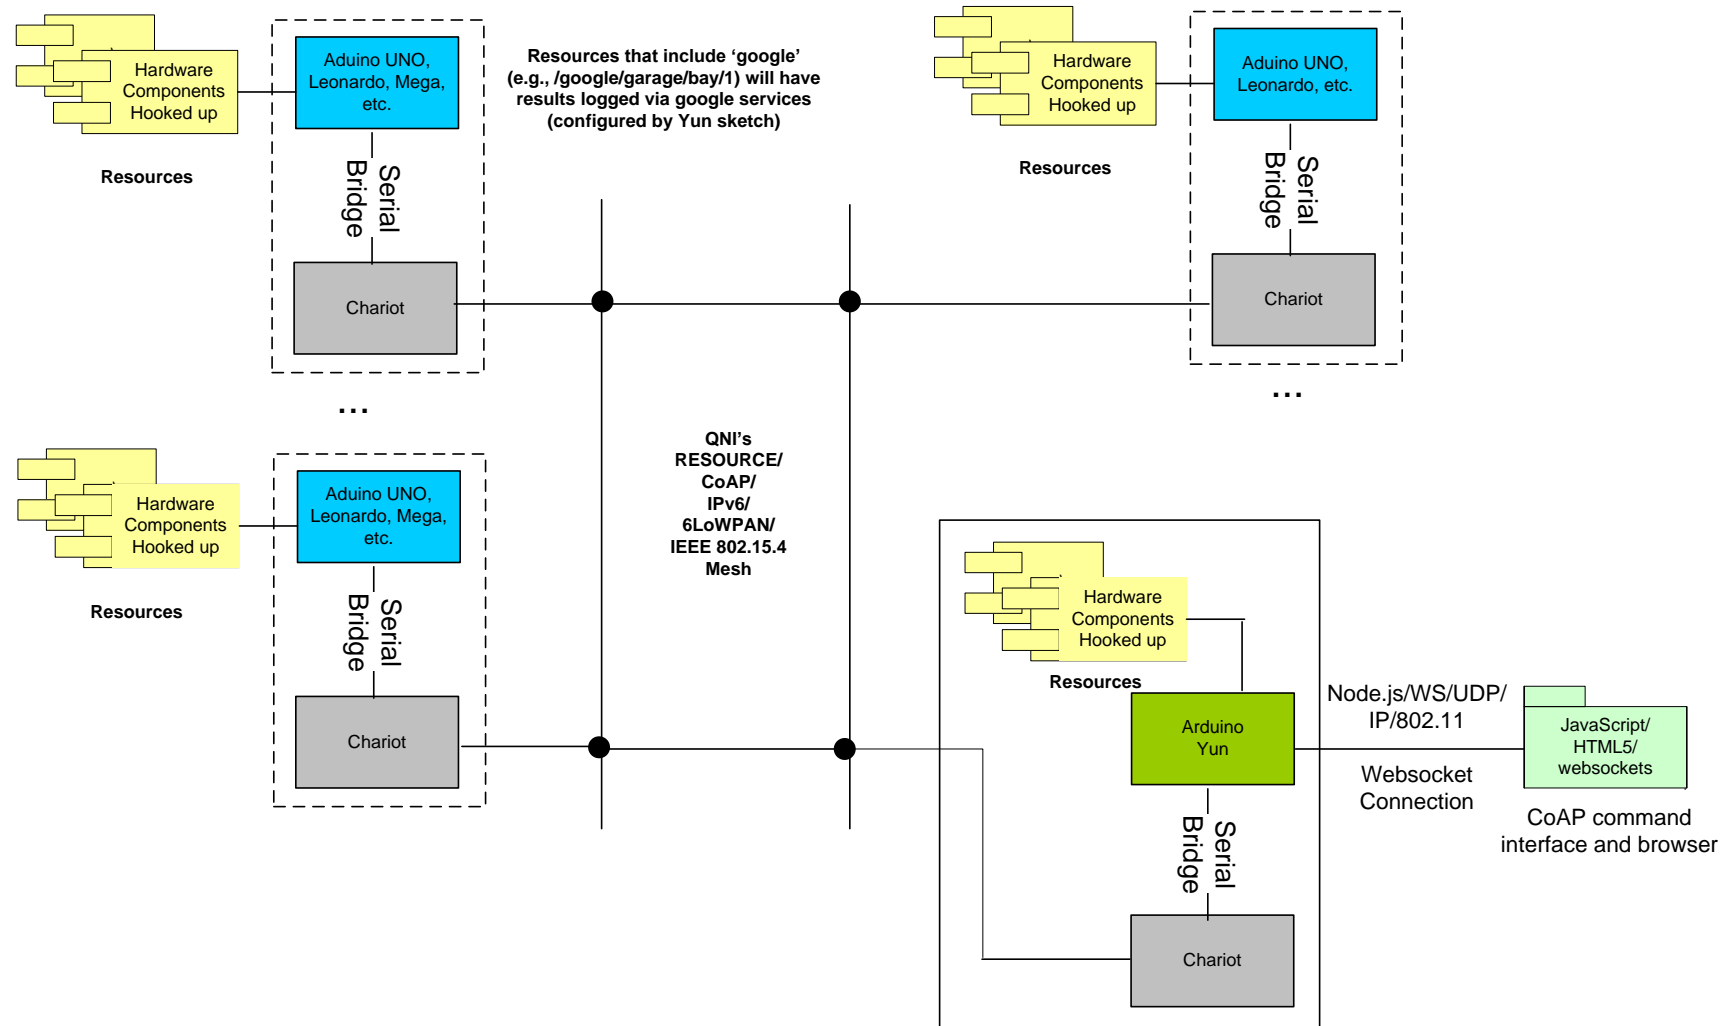 Hardware
Components
Hooked up
Resources
Aduino UNO,
Leonardo, Mega,
etc.
Serial
Bridge
Chariot
...
Resources that include ‘google’
(e.g., /google/garage/bay/1) will have
results logged via google services
(configured by Yun sketch)
Hardware
Components
Hooked up
Resources
Aduino UNO,
Leonardo, etc.
Serial
Bridge
Chariot
...
Hardware
Components
Hooked up
Resources
Aduino UNO,
Leonardo, Mega,
etc.
Serial
Bridge
Chariot
QNI’s
RESOURCE/
CoAP/
IPv6/
6LoWPAN/
IEEE 802.15.4
Mesh
Hardware
Components
Hooked up
Resources
Arduino
Yun
Serial
Bridge
Chariot
Node.js/WS/UDP/
IP/802.11
Websocket
Connection
JavaScript/
HTML5/
websockets
CoAP command
interface and browser